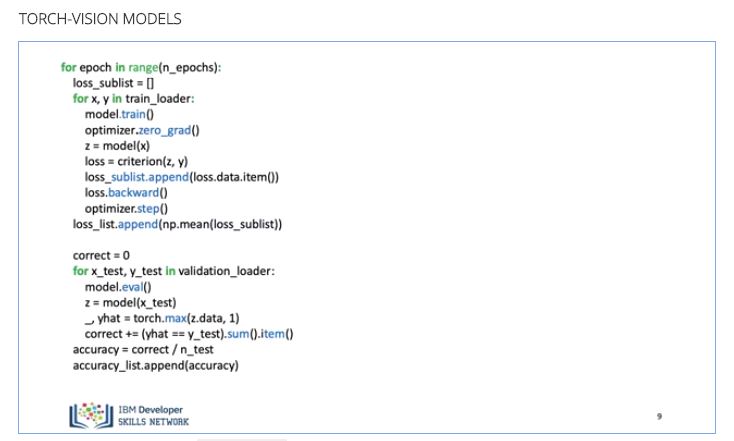 TORCH-VISION MODELS
for epoch in range(n_epochs):
loss_sublist = []
for x, y in train_loader:
model.train()
optimizer.zero_grad()
z = model(x)
loss = criterion(z, y)
loss_sublist.append(loss.data.item())
loss.backward()
optimizer.step()
loss_list.append(np.mean(loss_sublist))
correct = 0
for x_test, y_test in validation_loader:
model.eval()
z = model(x_test)
_, yhat = torch.max(z.data, 1)
correct += (yhat == y_test).sum().item()
accuracy = correct / n_test
accuracy_list.append(accuracy)
IBM Developer
SKILLS NETWORK
9